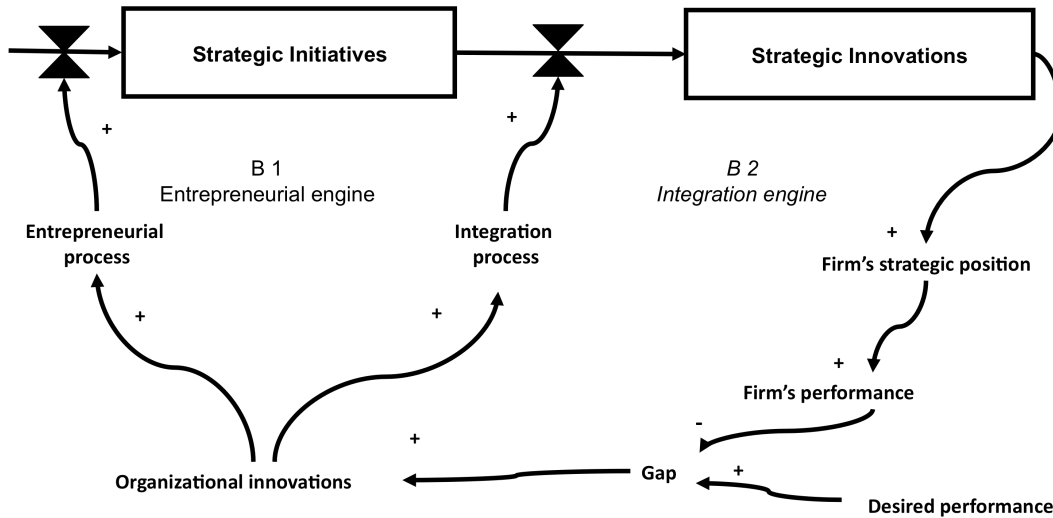 Strategic Initiatives
Strategic Innovations
+
+
B 1
Entrepreneurial engine
B 2
Integration engine
Entrepreneurial
process
Integration
process
+
Firm's strategic position
+
+
+
Firm's performance
-
+
Organizational innovations
Gap
+
Desired performance